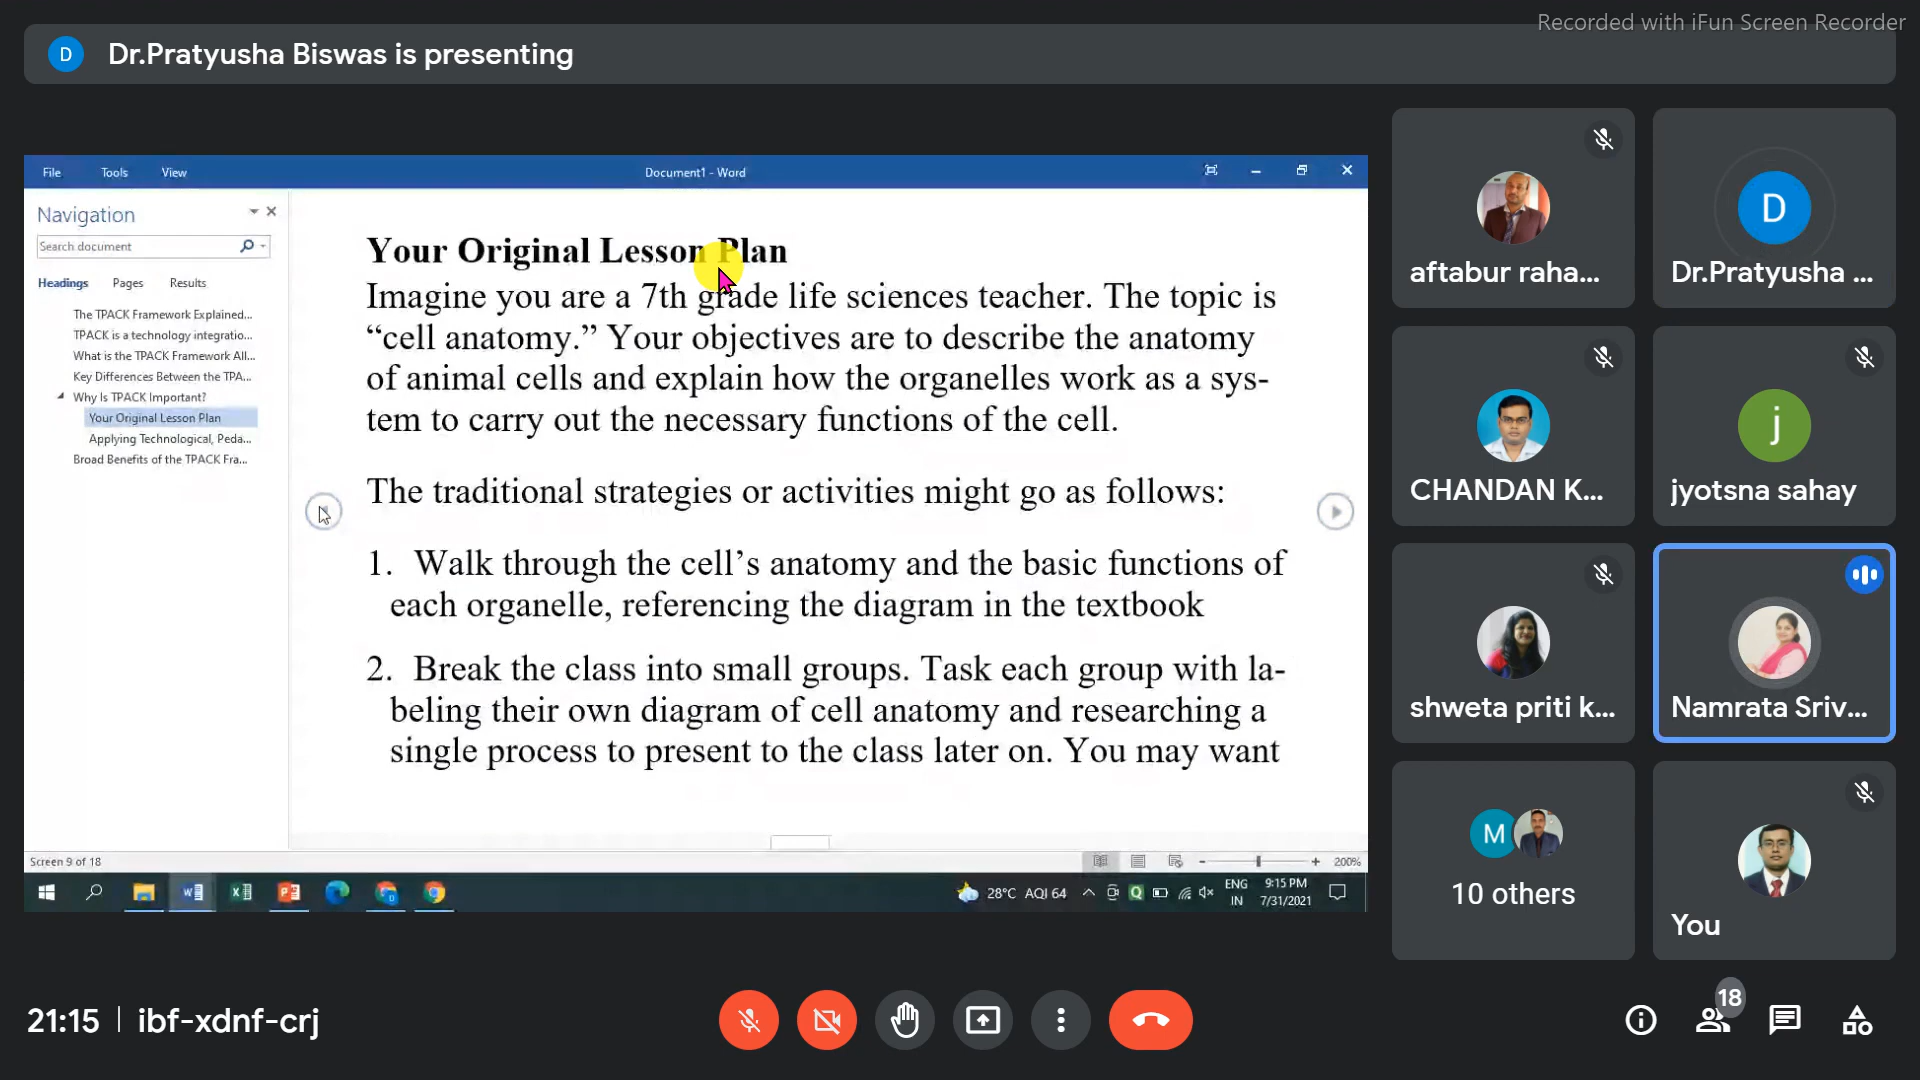 Recorded with iFun Screen Recorder
D Dr.Pratyusha Biswas is presenting
File Tools View Document1 - Word
Navigation
Search document
Headings Pages Results
The TPACK Framework Explained...
TPACK is a technology integratio...
What is the TPACK Framework All...
Key Differences Between the TPA...
Why Is TPACK Important?
Your Original Lesson Plan
Applying Technological, Peda...
Broad Benefits of the TPACK Fra...
Your Original Lesson Plan
Imagine you are a 7th grade life sciences teacher. The topic is
“cell anatomy.” Your objectives are to describe the anatomy
of animal cells and explain how the organelles work as a sys-
tem to carry out the necessary functions of the cell.
The traditional strategies or activities might go as follows:
1. Walk through the cell’s anatomy and the basic functions of
each organelle, referencing the diagram in the textbook
2. Break the class into small groups. Task each group with la-
beling their own diagram of cell anatomy and researching a
single process to present to the class later on. You may want
Screen 9 of 18
200%
28°C AQI 64
ENG
IN
9:15 PM
7/31/2021
aftabur raha...
D
Dr.Pratyusha ...
CHANDAN K...
j
jyotsna sahay
shweta priti k...
Namrata Sriv...
M
10 others
You
21:15 | ibf-xdnf-crj
18